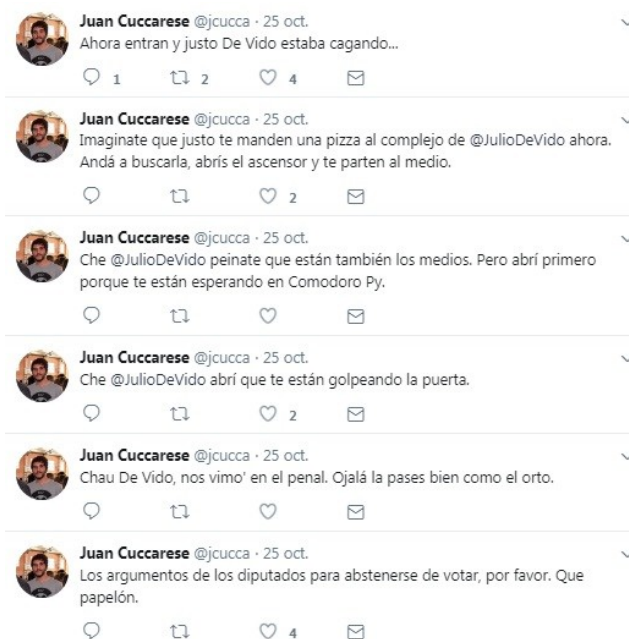 Juan Cuccarese @jcucca · 25 oct.
Ahora entran y justo De Vido estaba cagando...
1 2 4
Juan Cuccarese @jcucca · 25 oct.
Imaginate que justo te manden una pizza al complejo de @JulioDeVido ahora.
Andá a buscarla, abrís el ascensor y te parten al medio.
2
Juan Cuccarese @jcucca · 25 oct.
Che @JulioDeVido peinate que están también los medios. Pero abrí primero
porque te están esperando en Comodoro Py.
Juan Cuccarese @jcucca · 25 oct.
Che @JulioDeVido abrí que te están golpeando la puerta.
2
Juan Cuccarese @jcucca · 25 oct.
Chau De Vido, nos vimo' en el penal. Ojalá la pases bien como el orto.
Juan Cuccarese @jcucca · 25 oct.
Los argumentos de los diputados para abstenerse de votar, por favor. Que
papelón.
4